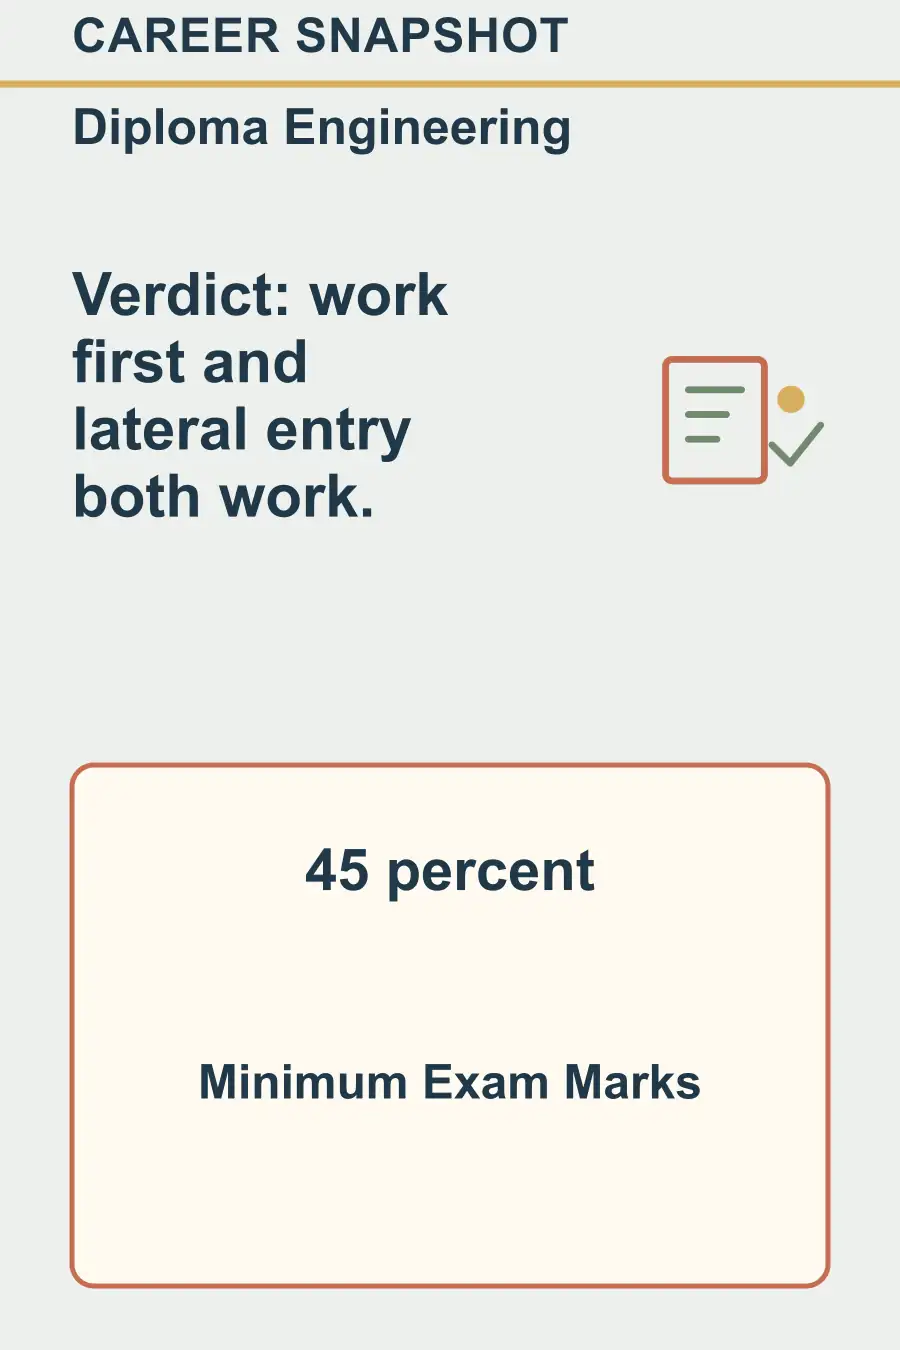 CAREER SNAPSHOT
Diploma Engineering
Verdict: work
first and
lateral entry
both work.
45 percent
Minimum Exam Marks